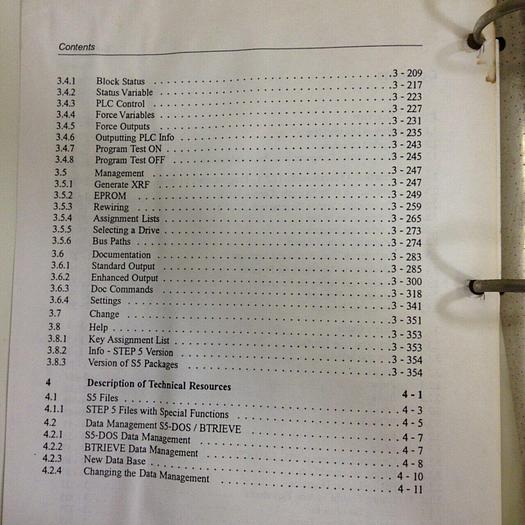 Contents
3.4.1 Block Status . . . . . . . . . . 3 - 209
3.4.2 Status Variable . . . . . . . . . . 3 - 217
3.4.3 PLC Control . . . . . . . . . . 3 - 223
3.4.4 Force Variables . . . . . . . . . . 3 - 227
3.4.5 Force Outputs . . . . . . . . . . 3 - 231
3.4.6 Outputting PLC Info . . . . . . . . . . 3 - 235
3.4.7 Program Test ON . . . . . . . . . . 3 - 243
3.4.8 Program Test OFF . . . . . . . . . . 3 - 245
3.5 Management . . . . . . . . . . 3 - 247
3.5.1 Generate XRF . . . . . . . . . . 3 - 247
3.5.2 EPROM . . . . . . . . . . 3 - 249
3.5.3 Rewiring . . . . . . . . . . 3 - 259
3.5.4 Assignment Lists . . . . . . . . . . 3 - 265
3.5.5 Selecting a Drive . . . . . . . . . . 3 - 273
3.5.6 Bus Paths . . . . . . . . . . 3 - 274
3.6 Documentation . . . . . . . . . . 3 - 283
3.6.1 Standard Output . . . . . . . . . . 3 - 285
3.6.2 Enhanced Output . . . . . . . . . . 3 - 300
3.6.3 Doc Commands . . . . . . . . . . 3 - 318
3.6.4 Settings . . . . . . . . . . 3 - 341
3.7 Change . . . . . . . . . . 3 - 351
3.8 Help . . . . . . . . . . 3 - 353
3.8.1 Key Assignment List . . . . . . . . . . 3 - 353
3.8.2 Info - STEP 5 Version . . . . . . . . . . 3 - 354
3.8.3 Version of S5 Packages . . . . . . . . . . 3 - 354
4 Description of Technical Resources 4 - 1
4.1 S5 Files . . . . . . . . . . 4 - 3
4.1.1 STEP 5 Files with Special Functions . . . . . . . . . . 4 - 5
4.2 Data Management S5-DOS / BTRIEVE . . . . . . . . . . 4 - 7
4.2.1 S5-DOS Data Management . . . . . . . . . . 4 - 7
4.2.2 BTRIEVE Data Management . . . . . . . . . . 4 - 8
4.2.3 New Data Base . . . . . . . . . . 4 - 10
4.2.4 Changing the Data Management . . . . . . . . . . 4 - 11